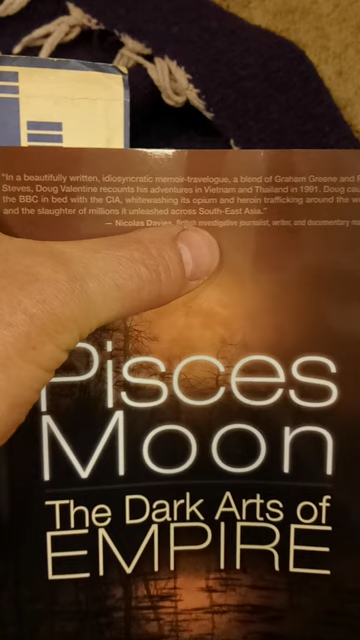 "In a beautifully written, idiosyncratic memoir-travelogue, a blend of Graham Greene and
Steves, Doug Valentine recounts his adventures in Vietnam and Thailand in 1991. Doug
the BBC in bed with the CIA, whitewashing its opium and heroin trafficking around the
and the slaughter of millions it unleashed across South-East Asia."
— Nicolas Davies, British investigative journalist, writer, and documentary
Pisces
Moon
The Dark Arts of
EMPIRE